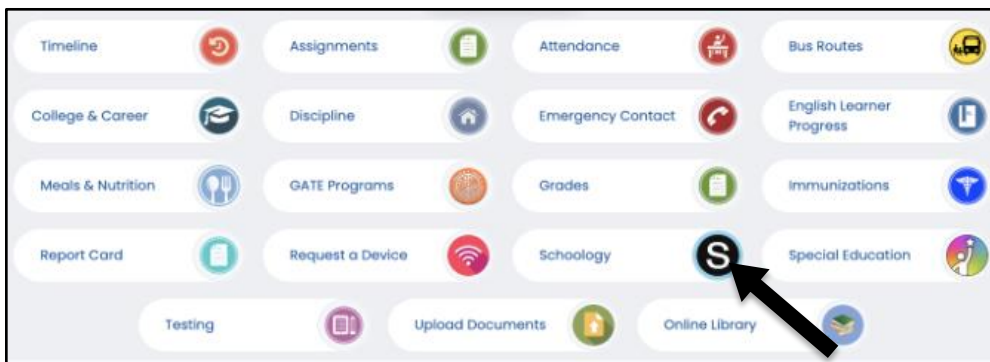 Timeline
Assignments
Attendance
Bus Routes
College & Career
Discipline
Emergency Contact
English Learner
Progress
Meals & Nutrition
GATE Programs
Grades
Immunizations
Report Card
Request a Device
Schoology
S
Special Education
Testing
Upload Documents
Online Library